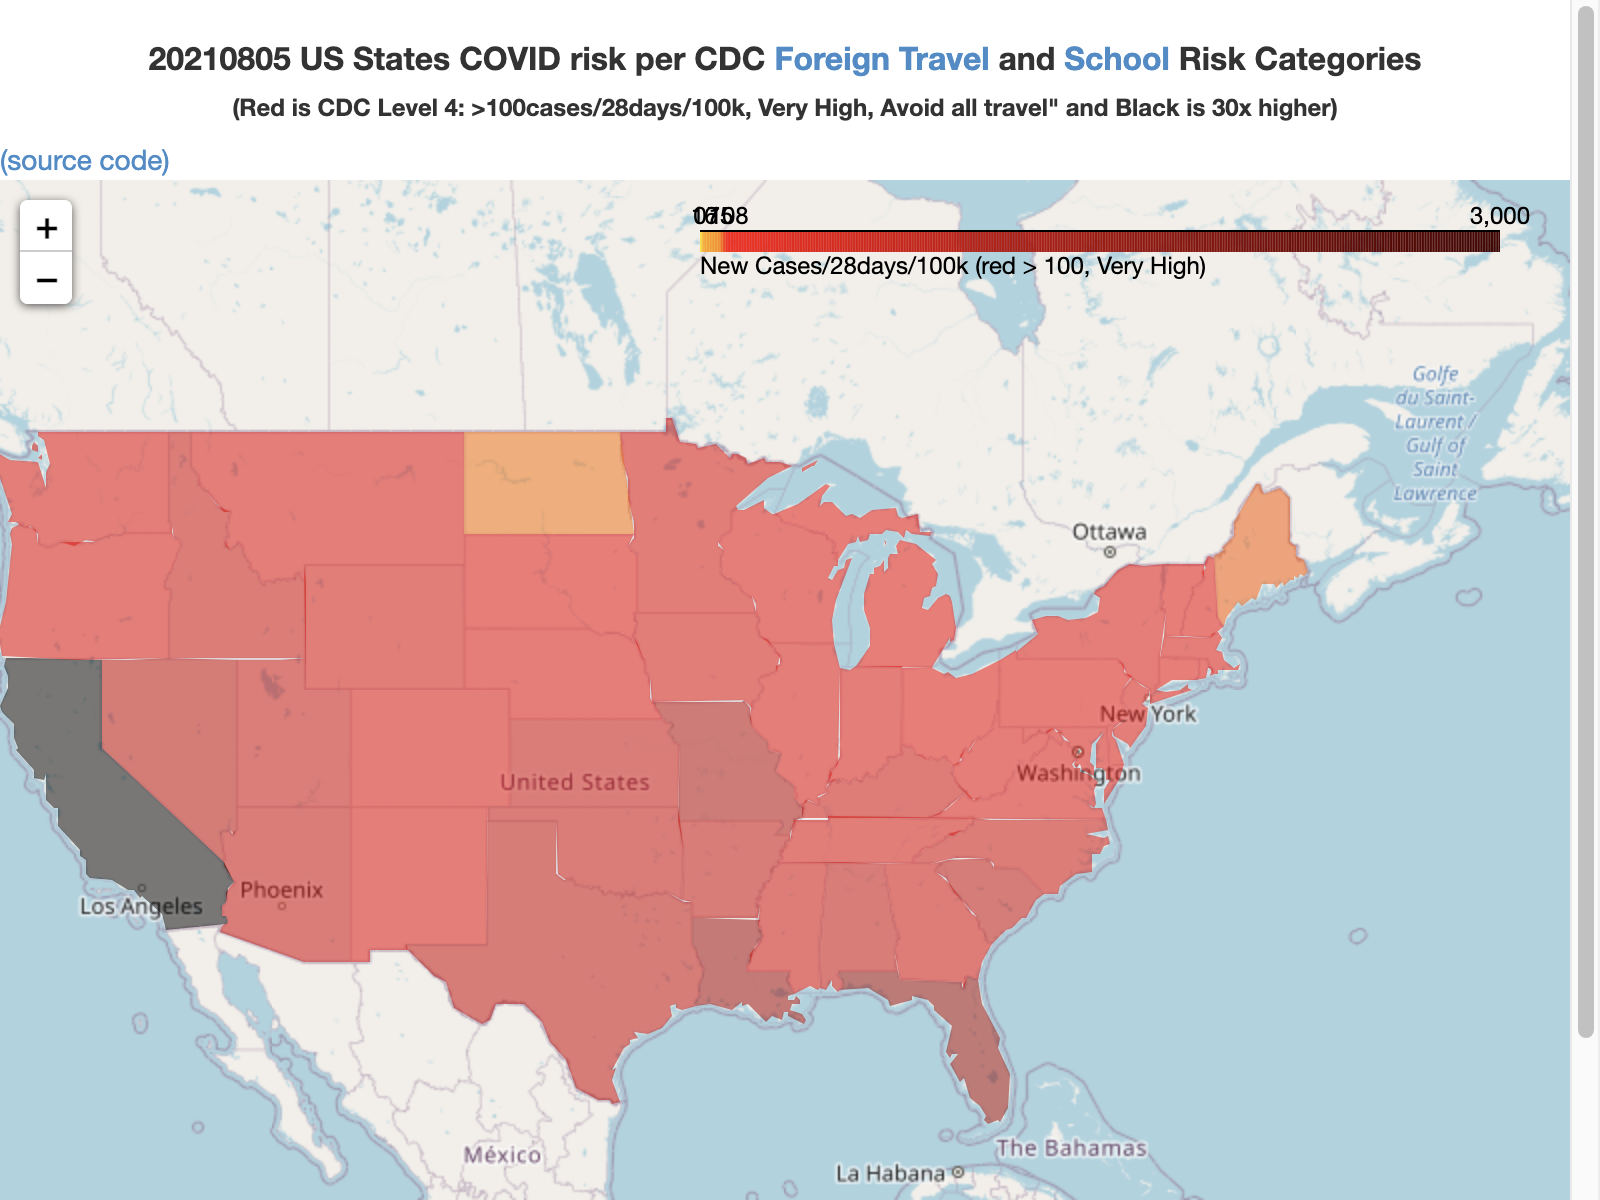 20210805 US States COVID risk per CDC Foreign Travel and School Risk Categories
(Red is CDC Level 4: >100cases/28days/100k, Very High, Avoid all travel" and Black is 30x higher)
(source code)
+
−
3,000
New Cases/28days/100k (red > 100, Very High)
Golfe
du Saint-
Laurent /
Gulf of
Saint
Lawrence
Ottawa
New York
Washington
United States
Phoenix
Los Angeles
México
The Bahamas
La Habana